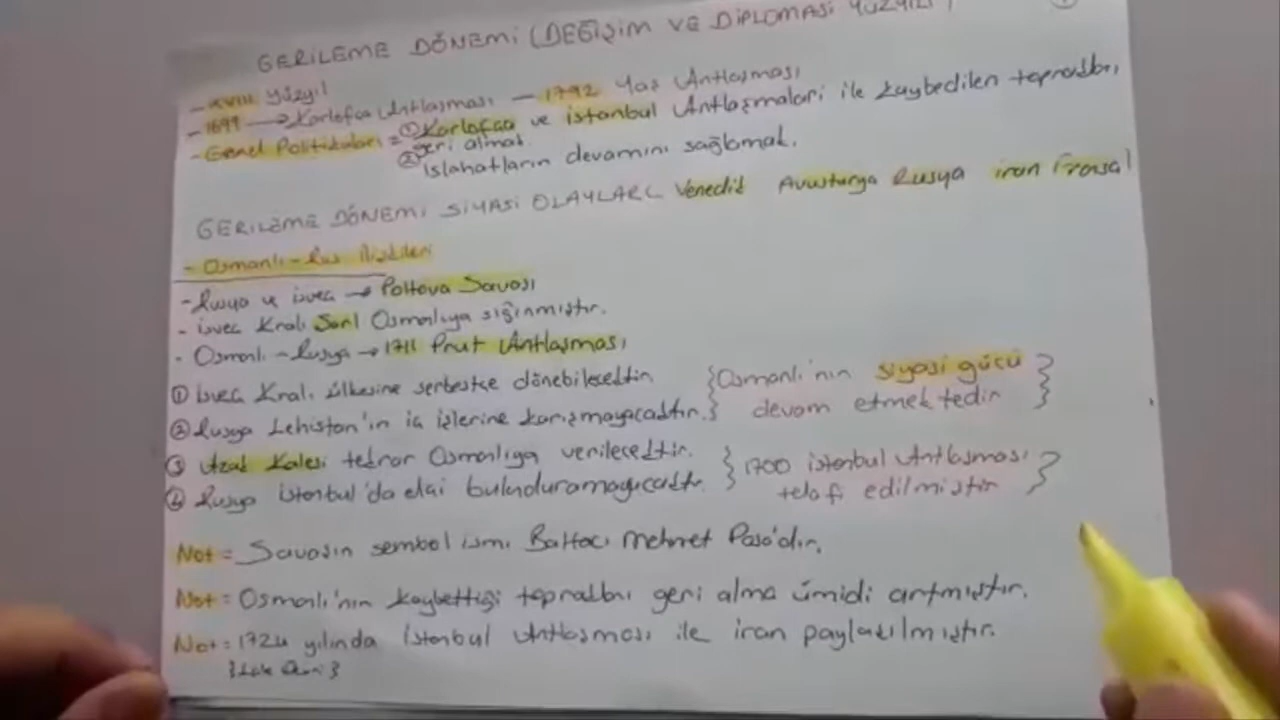 GERİLEME DÖNEMİ (DEĞİŞİM VE DİPLOMASİ YÜZYILI)
- XVIII. Yüzyıl
- 1699 → Karlofça Antlaşması - 1792 Yaş Antlaşması
- Genel Politikaları = ① Karlofça ve İstanbul Antlaşmaları ile kaybedilen toprakları
geri almak.
② Islahatların devamını sağlamak.
GERİLEME DÖNEMİ SİYASİ OLAYLARI Venedik Avusturya Rusya İran Fransa
- Osmanlı-Rus İlişkileri
- Rusya ve İsveç → Poltova Savaşı
- İsveç Kralı Şarl Osmanlıya sığınmıştır.
- Osmanlı - Rusya → 1711 Prut Antlaşması
① İsveç Kralı ülkesine serbestçe dönebilecektir. {Osmanlı'nın siyasi gücü }
② Rusya Lehistan'ın iç işlerine karışmayacaktır.} devam etmektedir
③ Azak Kalesi tekrar Osmanlıya verilecektir. } 1700 İstanbul Antlaşması }
④ Rusya İstanbul'da elçi bulunduramayacaktır. telafi edilmiştir
Not = Savaşın sembol ismi Baltacı Mehmet Paşa'dır.
Not = Osmanlı'nın kaybettiği toprakları geri alma ümidi artmıştır.
Not = 1724 yılında İstanbul Antlaşması ile İran paylaşılmıştır.